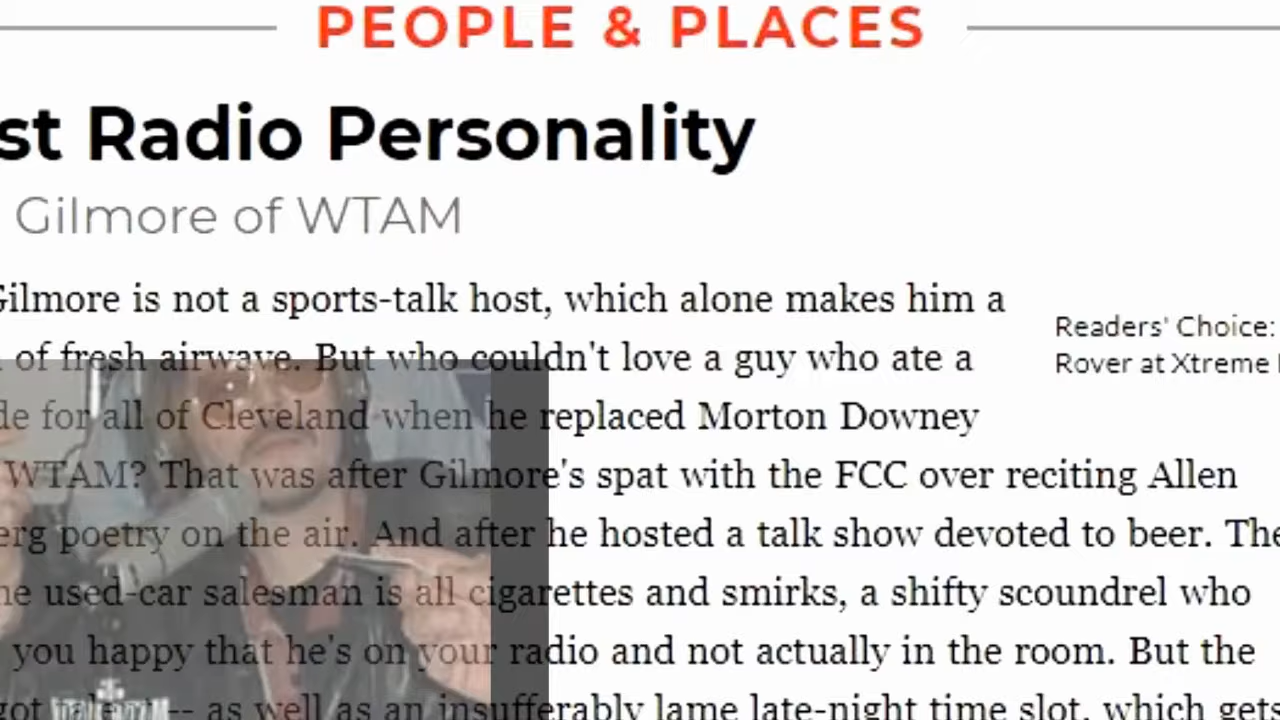 PEOPLE & PLACES
st Radio Personality
Gilmore of WTAM
Gilmore is not a sports-talk host, which alone makes him a
of fresh airwave. But who couldn't love a guy who ate a
de for all of Cleveland when he replaced Morton Downey
WTAM? That was after Gilmore's spat with the FCC over reciting Allen
erg poetry on the air. And after he hosted a talk show devoted to beer. The
he used-car salesman is all cigarettes and smirks, a shifty scoundrel who
you happy that he's on your radio and not actually in the room. But the
got talent -- as well as an insufferably lame late-night time slot, which gets
Readers' Choice:
Rover at Xtreme